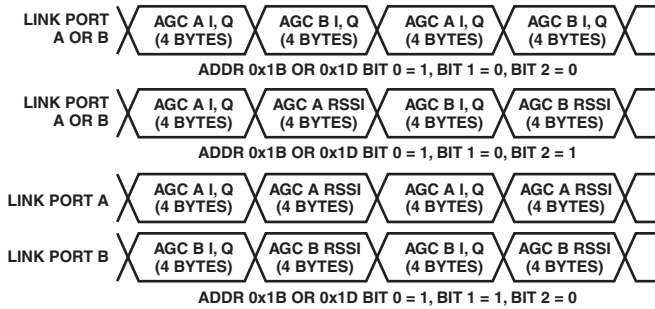 LINK PORT
A OR B
AGC A I, Q
(4 BYTES)
AGC B I, Q
(4 BYTES)
AGC A I, Q
(4 BYTES)
AGC B I, Q
(4 BYTES)
ADDR 0x1B OR 0x1D BIT 0 = 1, BIT 1 = 0, BIT 2 = 0
LINK PORT
A OR B
AGC A I, Q
(4 BYTES)
AGC A RSSI
(4 BYTES)
AGC B I, Q
(4 BYTES)
AGC B RSSI
(4 BYTES)
ADDR 0x1B OR 0x1D BIT 0 = 1, BIT 1 = 0, BIT 2 = 1
LINK PORT A
AGC A I, Q
(4 BYTES)
AGC A RSSI
(4 BYTES)
AGC A I, Q
(4 BYTES)
AGC A RSSI
(4 BYTES)
LINK PORT B
AGC B I, Q
(4 BYTES)
AGC B RSSI
(4 BYTES)
AGC B I, Q
(4 BYTES)
AGC B RSSI
(4 BYTES)
ADDR 0x1B OR 0x1D BIT 0 = 1, BIT 1 = 1, BIT 2 = 0